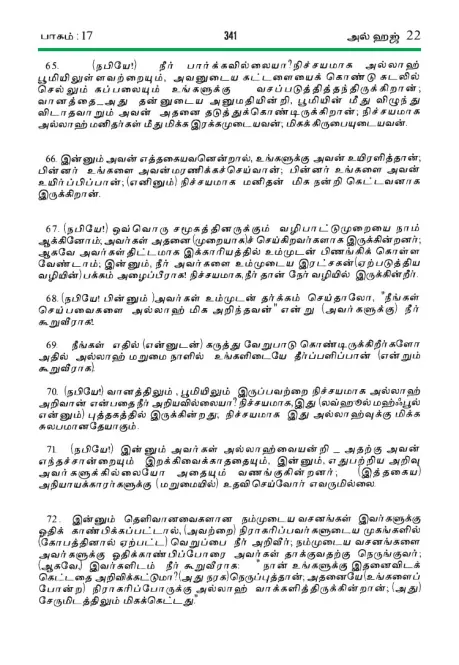 பாகம் : 17 341 அல் ஹஜ் 22
65. (நபியே!) நீர் பார்க்கவில்லையா? நிச்சயமாக அல்லாஹ்
பூமியிலுள்ளவற்றையும், அவனுடைய கட்டளையைக் கொண்டு கடலில்
செல்லும் கப்பலையும் உங்களுக்கு வசப்படுத்தித்தந்திருக்கிறான்;
வானத்தை_அது தன்னுடைய அனுமதியின்றி, பூமியின் மீது விழுந்து
விடாதவாறும் அவன் அதனை தடுத்துக்கொண்டிருக்கிறான்; நிச்சயமாக
அல்லாஹ் மனிதர்கள் மீது மிக்க இரக்கமுடையவன்; மிகக்கிருபையுடையவன்.
66. இன்னும் அவன் எத்தகையவனென்றால், உங்களுக்கு அவன் உயிரளித்தான்;
பின்னர் உங்களை அவன்மரணிக்கச்செய்வான்; பின்னர் உங்களை அவன்
உயிர்ப்பிப்பான்; (எனினும்) நிச்சயமாக மனிதன் மிக நன்றி கெட்டவனாக
இருக்கிறான்.
67. (நபியே!) ஒவ்வொரு சமூகத்தினருக்கும் வழிபாட்டுமுறையை நாம்
ஆக்கினோம்; அவர்கள் அதனை (முறையாக)ச் செய்கிறவர்களாக இருக்கின்றனர்;
ஆகவே அவர்கள் திட்டமாக இக்காரியத்தில் உம்முடன் பிணங்கிக் கொள்ள
வேண்டாம்; இன்னும், நீர் அவர்களை உம்முடைய இரட்சகன் (ஏற்படுத்திய
வழியின்) பக்கம் அழைப்பீராக! நிச்சயமாக நீர் தான் நேர் வழியில் இருக்கின்றீர்.
68. (நபியே! பின்னும்) அவர்கள் உம்முடன் தர்க்கம் செய்தாலோ, "நீங்கள்
செய்பவைகளை அல்லாஹ் மிக அறிந்தவன்" என்று (அவர்களுக்கு) நீர்
கூறுவீராக!.
69. நீங்கள் எதில் (என்னுடன்) கருத்து வேறுபாடு கொண்டிருக்கிறீர்களோ
அதில் அல்லாஹ் மறுமை நாளில் உங்களிடையே தீர்ப்பளிப்பான் (என்றும்
கூறுவீராக).
70. (நபியே!) வானத்திலும், பூமியிலும் இருப்பவற்றை நிச்சயமாக அல்லாஹ்
அறிவான் என்பதை நீர் அறியவில்லையா? நிச்சயமாக, இது (லவ்ஹுல் மஹ்ஃபூல்
என்னும்) புத்தகத்தில் இருக்கின்றது; நிச்சயமாக இது அல்லாஹ்வுக்கு மிக்க
சுலபமானதேயாகும்.
71. (நபியே!) இன்னும் அவர்கள் அல்லாஹ்வையன்றி _ அதற்கு அவன்
எந்தச்சான்றையும் இறக்கிவைக்காததையும், இன்னும், எதுபற்றிய அறிவு
அவர்களுக்கில்லையோ அதையும் வணங்குகின்றனர்; (இத்தகைய)
அநியாயக்காரர்களுக்கு (மறுமையில்) உதவிசெய்வோர் எவருமில்லை.
72. இன்னும் தெளிவானவைகளான நம்முடைய வசனங்கள் இவர்களுக்கு
ஓதிக் காண்பிக்கப்பட்டால், (அவற்றை) நிராகரிப்பவர்களுடைய முகங்களில்
(கோபத்தினால் ஏற்பட்ட) வெறுப்பை நீர் அறிவீர்; நம்முடைய வசனங்களை
அவர்களுக்கு ஓதிக்காண்பிப்போரை அவர்கள் தாக்குவதற்கு நெருங்குவர்;
(ஆகவே,) இவர்களிடம் நீர் கூறுவீராக: "நான் உங்களுக்கு இதனைவிடக்
கெட்டதை அறிவிக்கட்டுமா? (அது நரக) நெருப்புத்தான்; அதனையே (உங்களைப்
போன்ற) நிராகரிப்போருக்கு அல்லாஹ் வாக்களித்திருக்கின்றான்; (அது)
சேருமிடத்திலும் மிகக்கெட்டது."